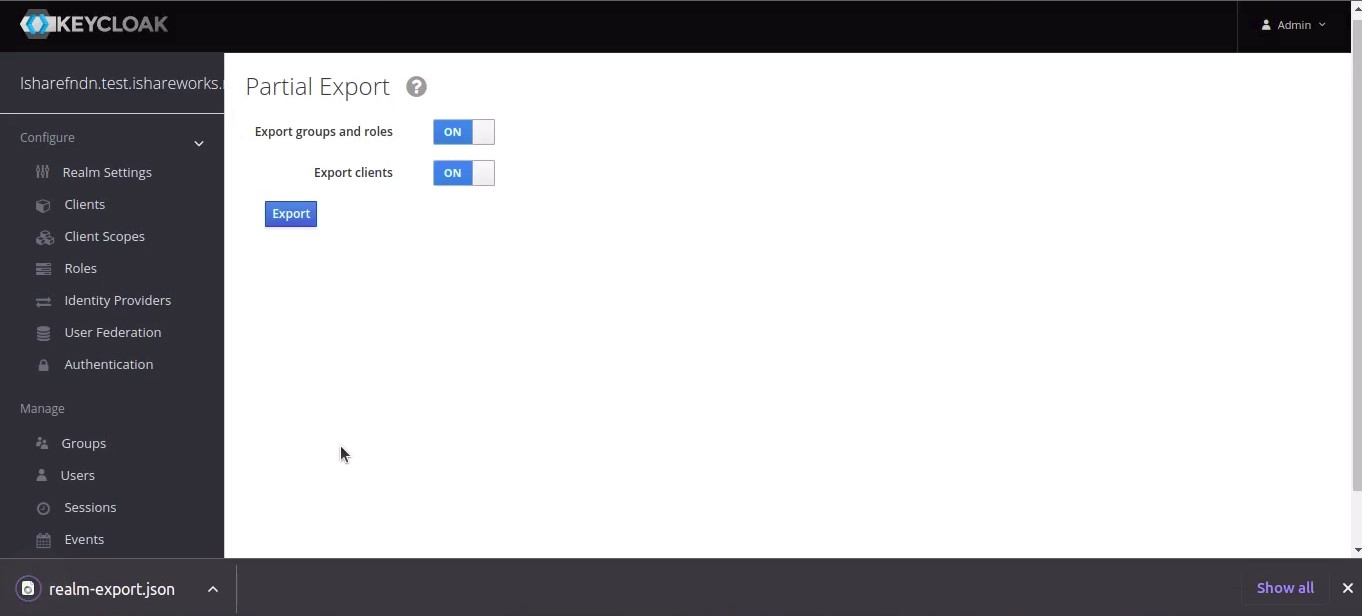 KEYCLOAK
Admin
Isharefndn.test.ishareworks.
Partial Export
Configure
Realm Settings
Clients
Client Scopes
Roles
Identity Providers
User Federation
Authentication
Manage
Groups
Users
Sessions
Events
Export groups and roles
ON
Export clients
ON
Export
realm-export.json
Show all